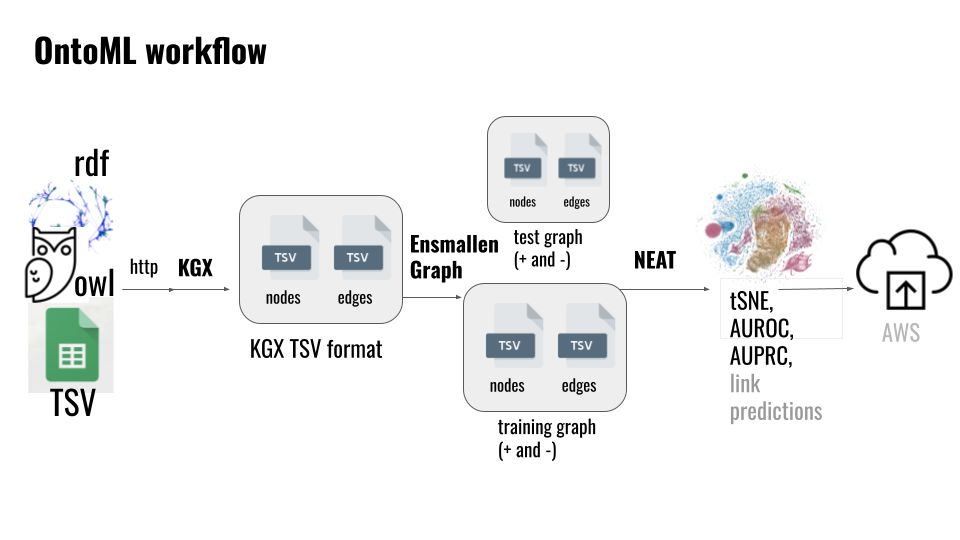 OntoML workflow
rdf
owl
TSV
http
KGX
TSV
TSV
nodes
edges
KGX TSV format
Ensmallen
Graph
TSV
TSV
nodes
edges
test graph
(+ and -)
TSV
TSV
nodes
edges
training graph
(+ and -)
NEAT
tSNE,
AUROC,
AUPRC,
link
predictions
AWS